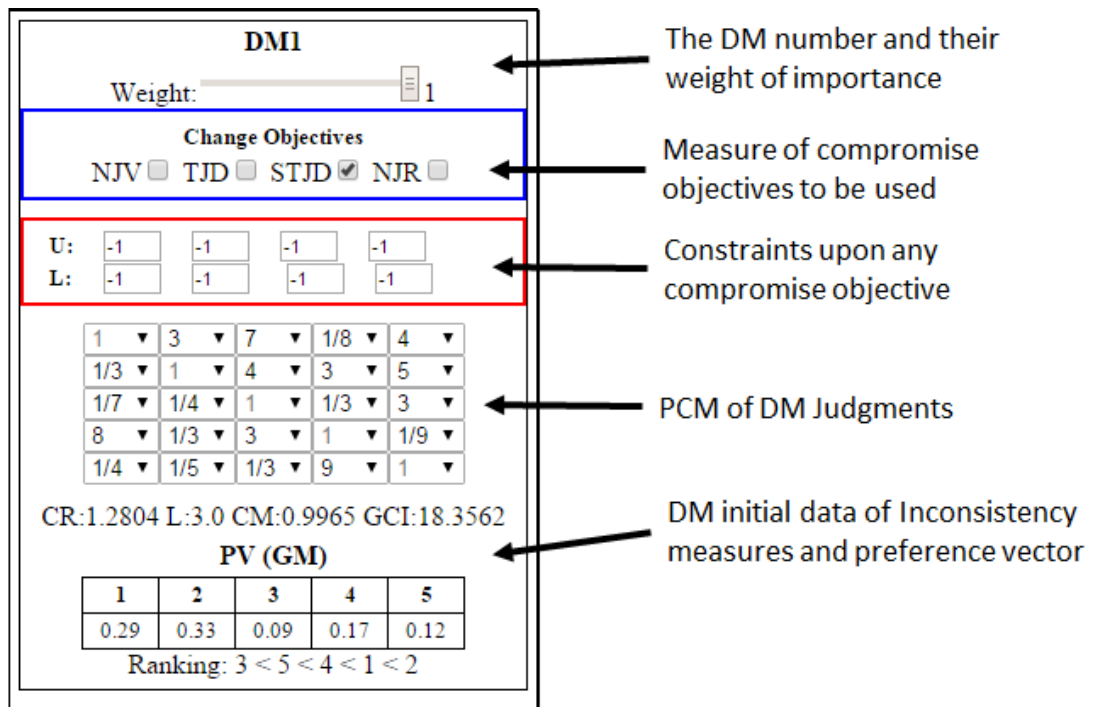 DM1
Weight: 1
Change Objectives
NJV TJD STJD NJR
U: -1 -1 -1 -1
L: -1 -1 -1 -1
1 3 7 1/8 4
1/3 1 4 3 5
1/7 1/4 1 1/3 3
8 1/3 3 1 1/9
1/4 1/5 1/3 9 1
CR:1.2804 L:3.0 CM:0.9965 GCI:18.3562
PV (GM)
1 2 3 4 5
0.29 0.33 0.09 0.17 0.12
Ranking: 3 < 5 < 4 < 1 < 2
The DM number and their
weight of importance
Measure of compromise
objectives to be used
Constraints upon any
compromise objective
PCM of DM Judgments
DM initial data of Inconsistency
measures and preference vector